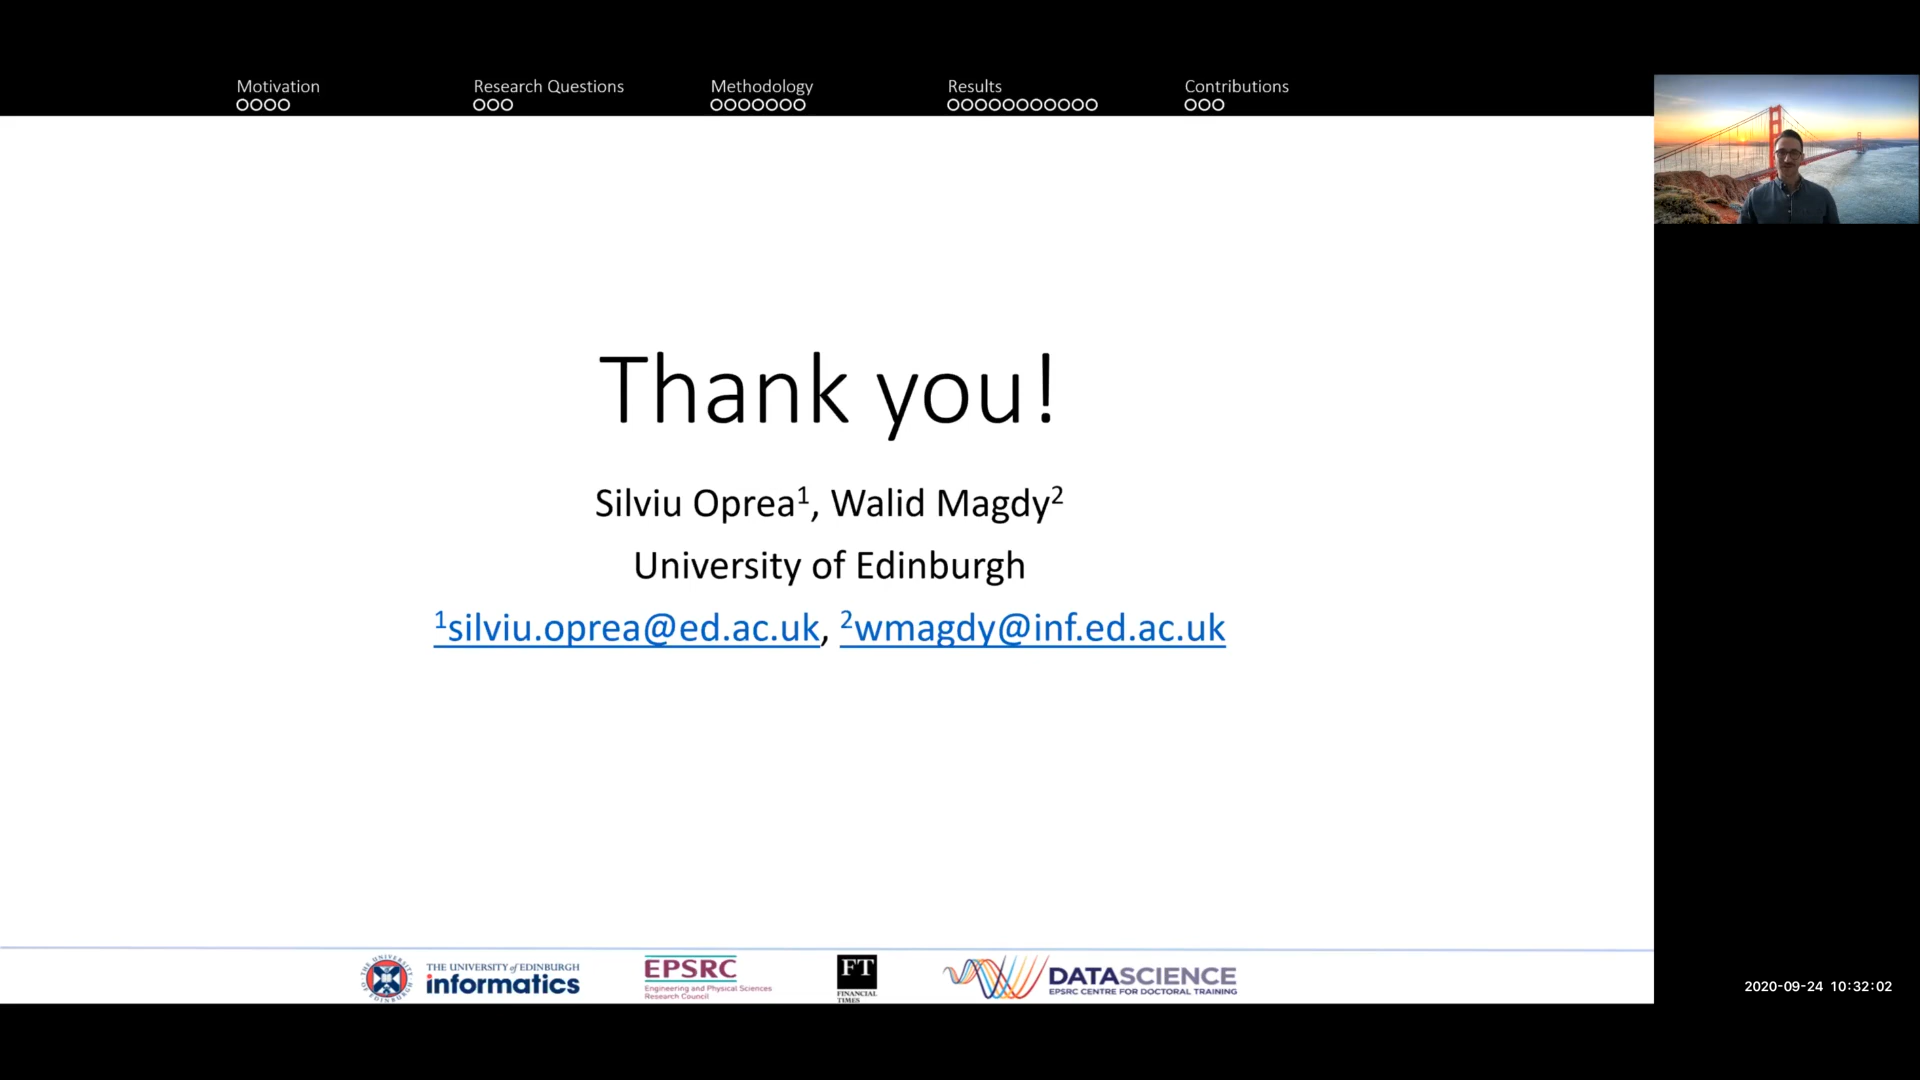 Motivation
Research Questions
Methodology
Results
Contributions
Thank you!
Silviu Oprea¹, Walid Magdy²
University of Edinburgh
¹silviu.oprea@ed.ac.uk, ²wmagdy@inf.ed.ac.uk
THE UNIVERSITY of EDINBURGH
informatics
EPSRC
Engineering and Physical Sciences
Research Council
FT
FINANCIAL
TIMES
DATASCIENCE
EPSRC CENTRE FOR DOCTORAL TRAINING
2020-09-24 10:32:02